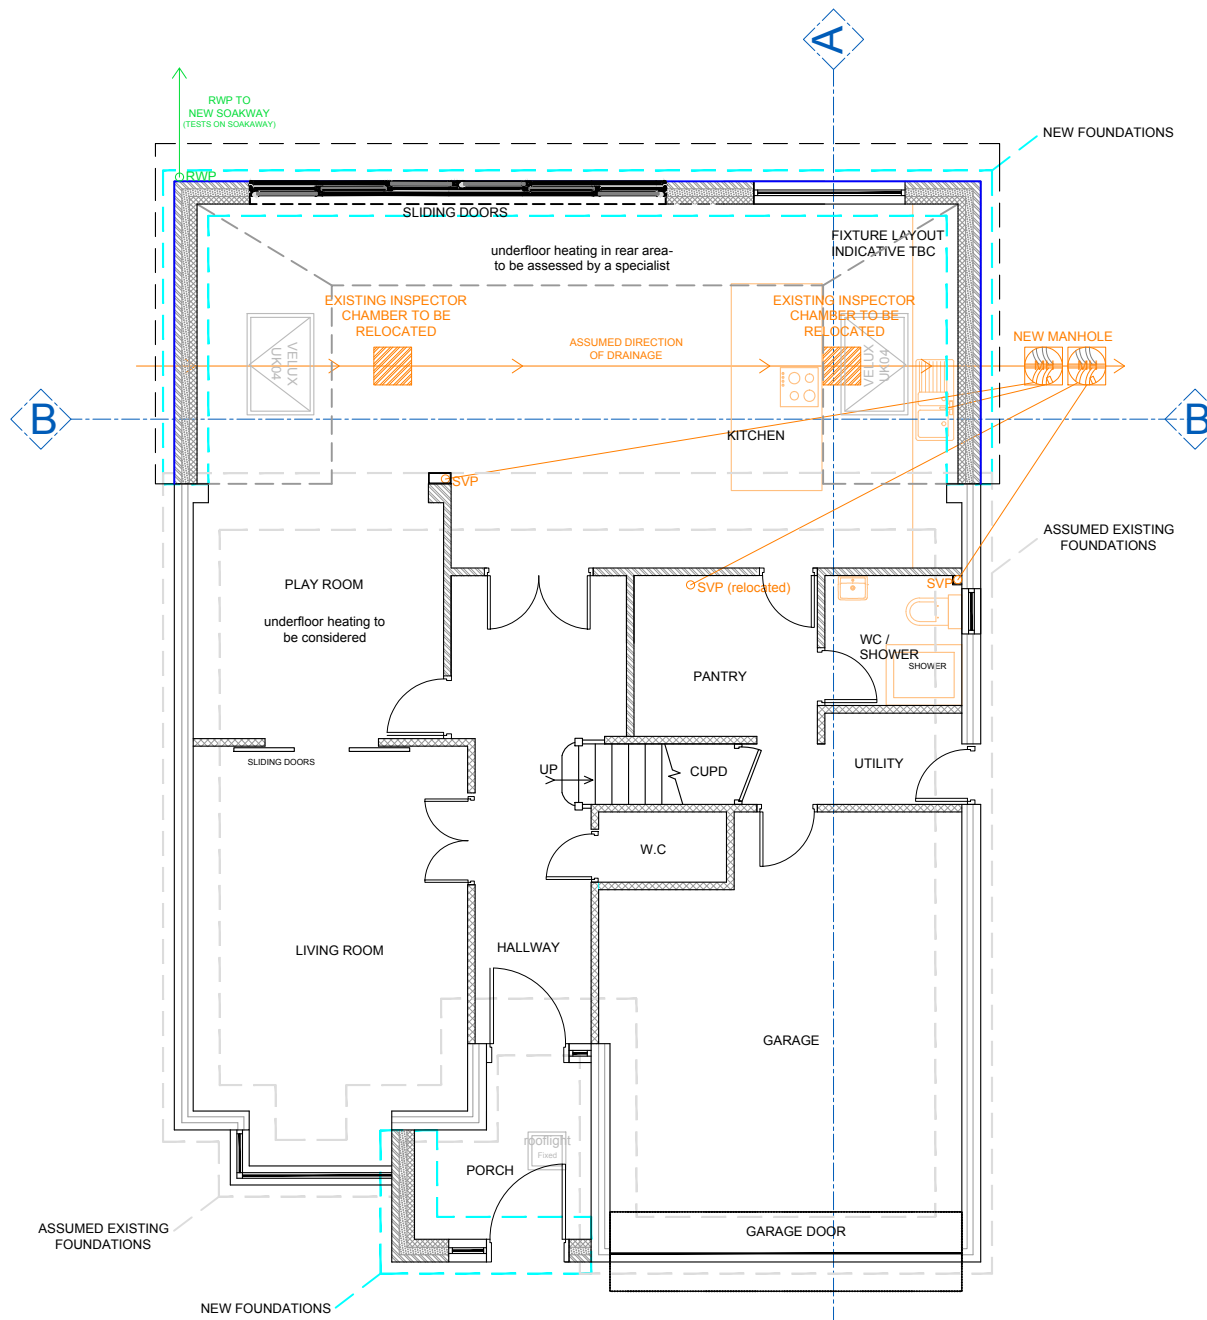 A
RWP TO
NEW SOAKWAY
(TESTS ON SOAKAWAY)
NEW FOUNDATIONS
RWP
SLIDING DOORS
FIXTURE LAYOUT
INDICATIVE TBC
underfloor heating in rear area-
to be assessed by a specialist
EXISTING INSPECTOR
CHAMBER TO BE
RELOCATED
EXISTING INSPECTOR
CHAMBER TO BE
RELOCATED
ASSUMED DIRECTION
OF DRAINAGE
NEW MANHOLE
VELUX
UK04
VELUX
UK04
MH
MH
B
B
KITCHEN
SVP
ASSUMED EXISTING
FOUNDATIONS
PLAY ROOM
underfloor heating to
be considered
SVP (relocated)
SVP
WC /
SHOWER
SHOWER
PANTRY
SLIDING DOORS
UP
CUPD
UTILITY
W.C
LIVING ROOM
HALLWAY
GARAGE
rooflight
Fixed
PORCH
ASSUMED EXISTING
FOUNDATIONS
GARAGE DOOR
NEW FOUNDATIONS